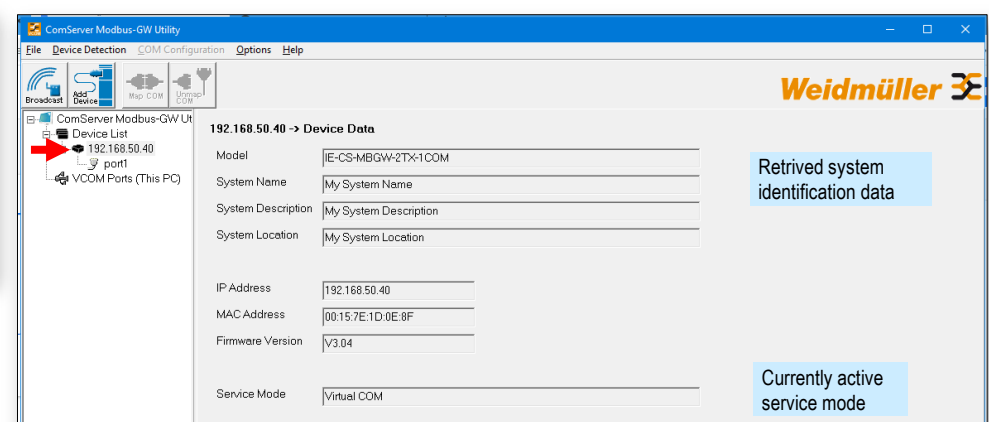 ComServer Modbus-GW Utility
File Device Detection COM Configuration Options Help
Broadcast Add Device Map COM Unmap COM
Weidmüller
ComServer Modbus-GW Ut
Device List
192.168.50.40
port1
VCOM Ports (This PC)
192.168.50.40 -> Device Data
Model IE-CS-MBGW-2TX-1COM
System Name My System Name
System Description My System Description
System Location My System Location
Retrived system
identification data
IP Address 192.168.50.40
MAC Address 00:15:7E:1D:0E:8F
Firmware Version V3.04
Service Mode Virtual COM
Currently active
service mode